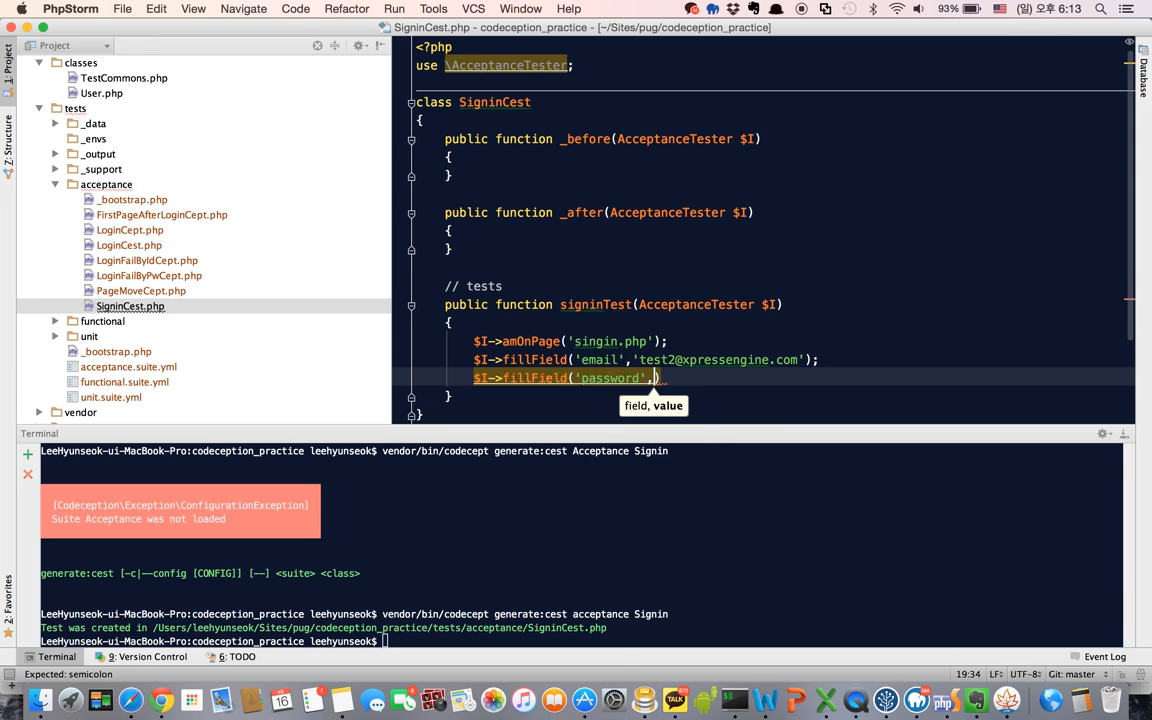 PhpStorm File Edit View Navigate Code Refactor Run Tools VCS Window Help 93% (일) 오후 6:13
SigninCest.php - codeception_practice - [~/Sites/pug/codeception_practice]
Project
1: Project
7: Structure
2: Favorites
Database
classes
TestCommons.php
User.php
tests
_data
_envs
_output
_support
acceptance
_bootstrap.php
FirstPageAfterLoginCept.php
LoginCept.php
LoginCest.php
LoginFailByIdCept.php
LoginFailByPwCept.php
PageMoveCept.php
SigninCest.php
functional
unit
_bootstrap.php
acceptance.suite.yml
functional.suite.yml
unit.suite.yml
vendor
<?php
use \AcceptanceTester;
class SigninCest
{
public function _before(AcceptanceTester $I)
{
}
public function _after(AcceptanceTester $I)
{
}
// tests
public function signinTest(AcceptanceTester $I)
{
$I->amOnPage('singin.php');
$I->fillField('email','test2@xpressengine.com');
$I->fillField('password',)
field, value
}
}
Terminal
LeeHyunseok-ui-MacBook-Pro:codeception_practice leehyunseok$ vendor/bin/codecept generate:cest Acceptance Signin
[Codeception\Exception\ConfigurationException]
Suite Acceptance was not loaded
generate:cest [-c|--config [CONFIG]] [--] <suite> <class>
LeeHyunseok-ui-MacBook-Pro:codeception_practice leehyunseok$ vendor/bin/codecept generate:cest acceptance Signin
Test was created in /Users/leehyunseok/Sites/pug/codeception_practice/tests/acceptance/SigninCest.php
LeeHyunseok-ui-MacBook-Pro:codeception_practice leehyunseok$
Terminal 9: Version Control 6: TODO Event Log
Expected: semicolon 19:34 LF UTF-8 Git: master